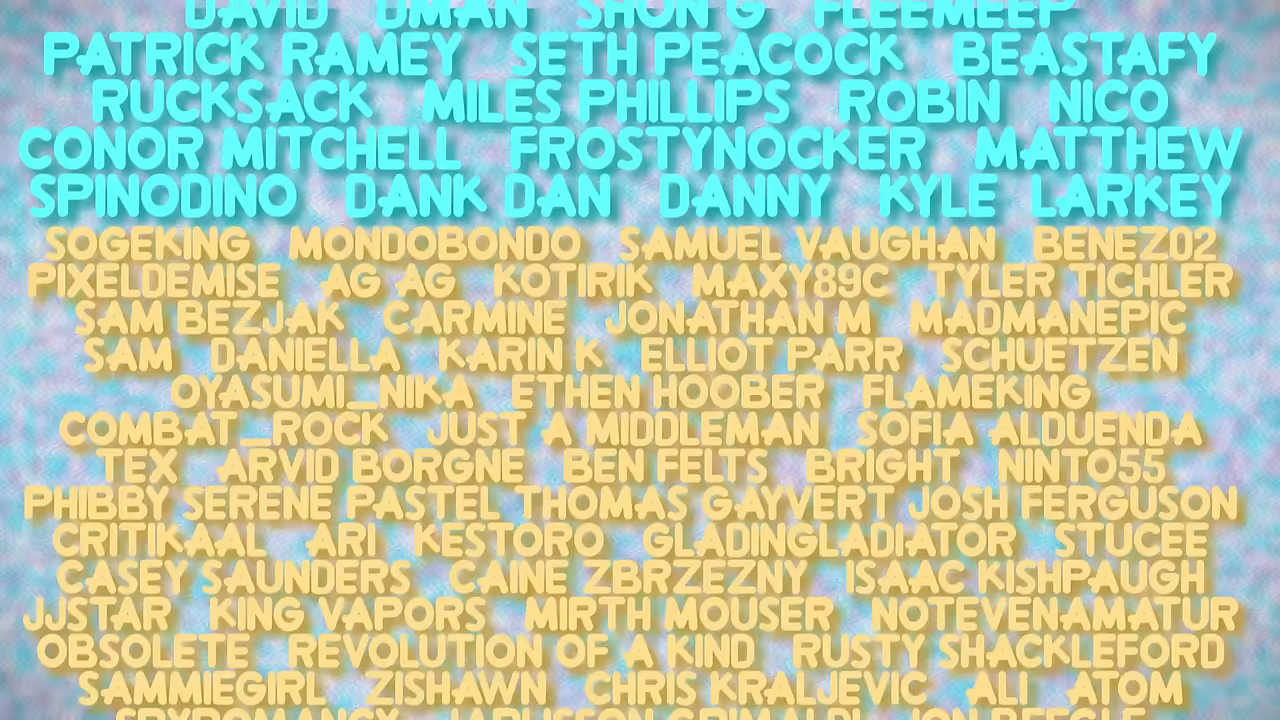 DAVID UMAN SHON G FLEEMEEP
PATRICK RAMEY SETH PEACOCK BEASTAFY
RUCKSACK MILES PHILLIPS ROBIN NICO
CONOR MITCHELL FROSTYNOCKER MATTHEW
SPINODINO DANK DAN DANNY KYLE LARKEY
SOGEKING MONDOBONDO SAMUEL VAUGHAN BENEZ02
PIXELDEMISE AG AG KOTIRIK MAXY89C TYLER TICHLER
SAM BEZJAK CARMINE JONATHAN M MADMANEPIC
SAM DANIELLA KARIN K ELLIOT PARR SCHUETZEN
OYASUMI_NIKA ETHEN HOOBER FLAMEKING
COMBAT_ROCK JUST A MIDDLEMAN SOFIA ALDUENDA
TEX ARVID BORGNE BEN FELTS BRIGHT NINTO55
PHIBBY SERENE PASTEL THOMAS GAYVERT JOSH FERGUSON
CRITIKAAL ARI KESTORO GLADINGLADIATOR STUCEE
CASEY SAUNDERS CAINE ZBRZEZNY ISAAC KISHPAUGH
JJSTAR KING VAPORS MIRTH MOUSER NOTEVENAMATUR
OBSOLETE REVOLUTION OF A KIND RUSTY SHACKLEFORD
SAMMIEGIRL ZISHAWN CHRIS KRALJEVIC ALI ATOM